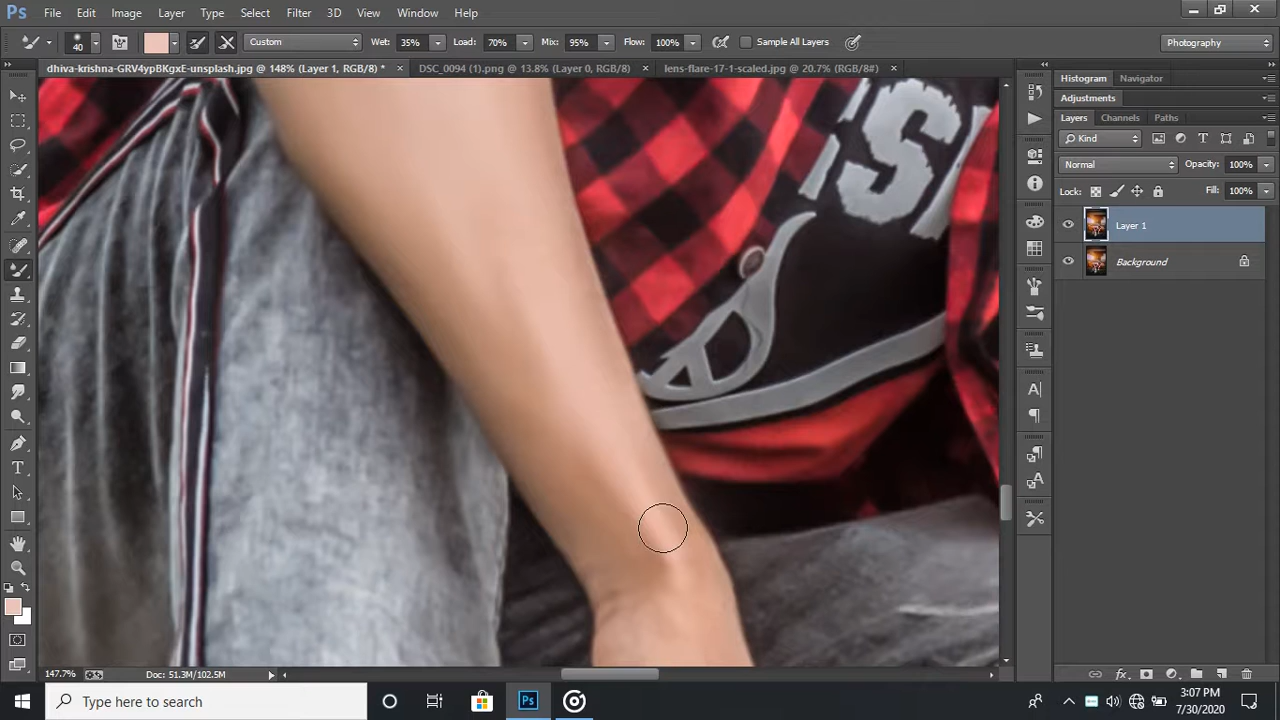 Ps File Edit Image Layer Type Select Filter 3D View Window Help
40 Custom Wet: 35% Load: 70% Mix: 95% Flow: 100% Sample All Layers Photography
dhiva-krishna-GRV4ypBKgxE-unsplash.jpg @ 148% (Layer 1, RGB/8) * DSC_0094 (1).png @ 13.8% (Layer 0, RGB/8) lens-flare-17-1-scaled.jpg @ 20.7% (RGB/8#)
Histogram Navigator
Adjustments
Layers Channels Paths
Kind
Normal Opacity: 100%
Lock: Fill: 100%
Layer 1
Background
147.7% Doc: 51.3M/102.5M
Type here to search
Ps
:07 PM
7/30/2020